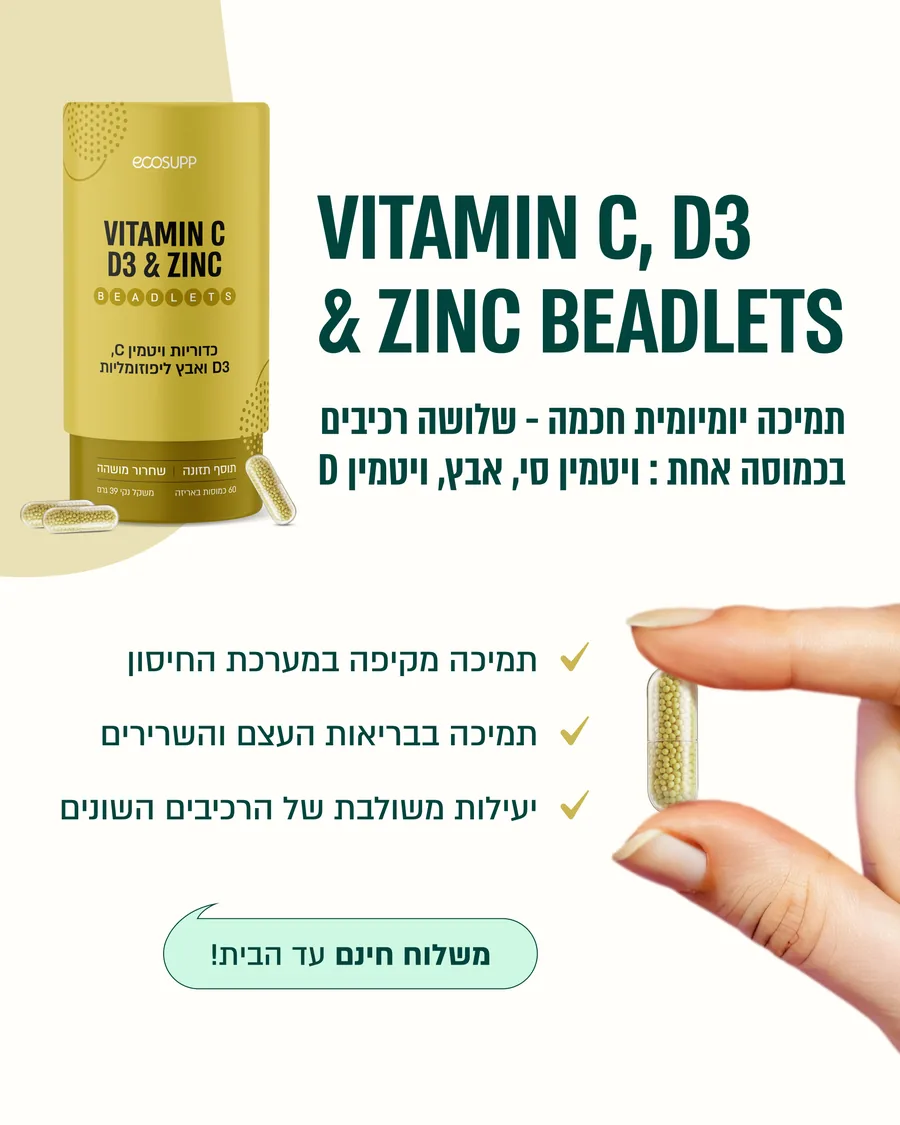 ecosupp
VITAMIN C
D3 & ZINC
BEADLETS
כדוריות ויטמין C,
D3 ואבץ ליפוזומליות
תוסף תזונה | שחרור מושהה
60 כמוסות באריזה משקל נקי 39 גרם
VITAMIN C, D3
& ZINC BEADLETS
תמיכה יומיומית חכמה - שלושה רכיבים
בכמוסה אחת : ויטמין סי, אבץ, ויטמין D
תמיכה מקיפה במערכת החיסון
תמיכה בבריאות העצם והשרירים
יעילות משולבת של הרכיבים השונים
משלוח חינם עד הבית!